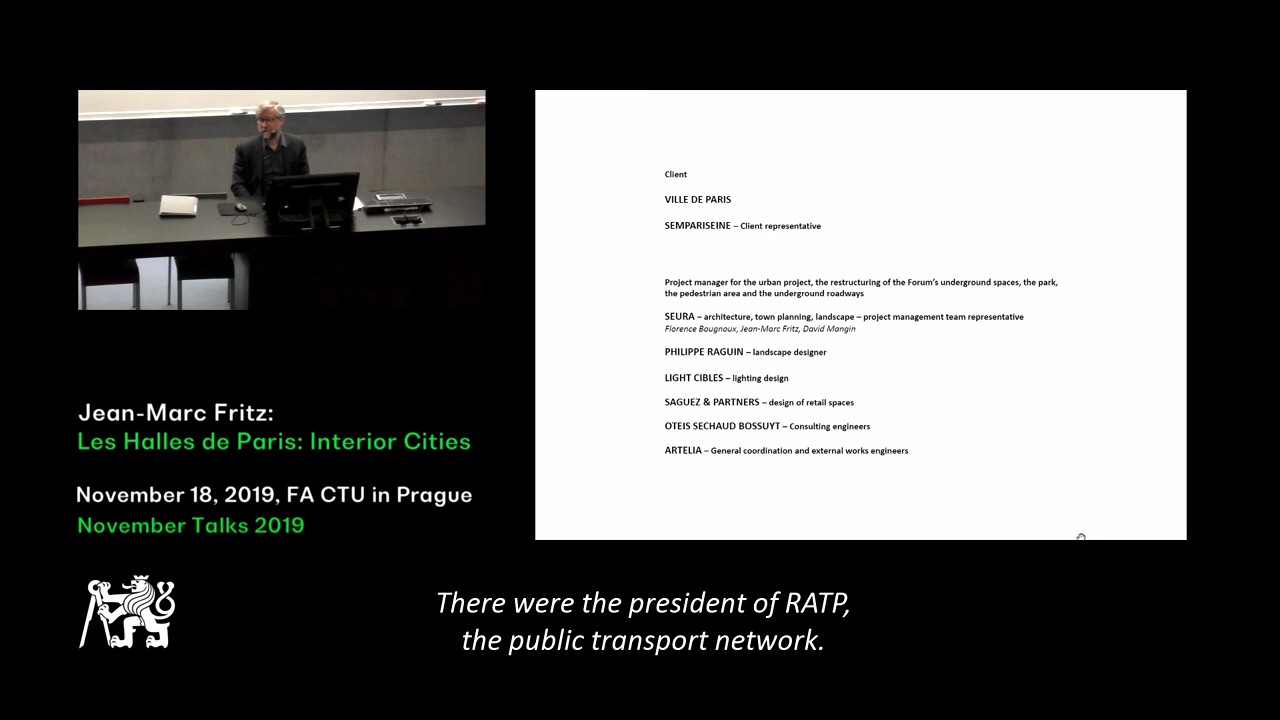 Client
VILLE DE PARIS
SEMPARISEINE – Client representative
Project manager for the urban project, the restructuring of the Forum's underground spaces, the park,
the pedestrian area and the underground roadways
SEURA – architecture, town planning, landscape – project management team representative
Florence Bougnoux, Jean-Marc Fritz, David Mangin
PHILIPPE RAGUIN – landscape designer
LIGHT CIBLES – lighting design
SAGUEZ & PARTNERS – design of retail spaces
OTEIS SECHAUD BOSSUYT – Consulting engineers
ARTELIA – General coordination and external works engineers
Jean-Marc Fritz:
Les Halles de Paris: Interior Cities
November 18, 2019, FA CTU in Prague
November Talks 2019
There were the president of RATP,
the public transport network.